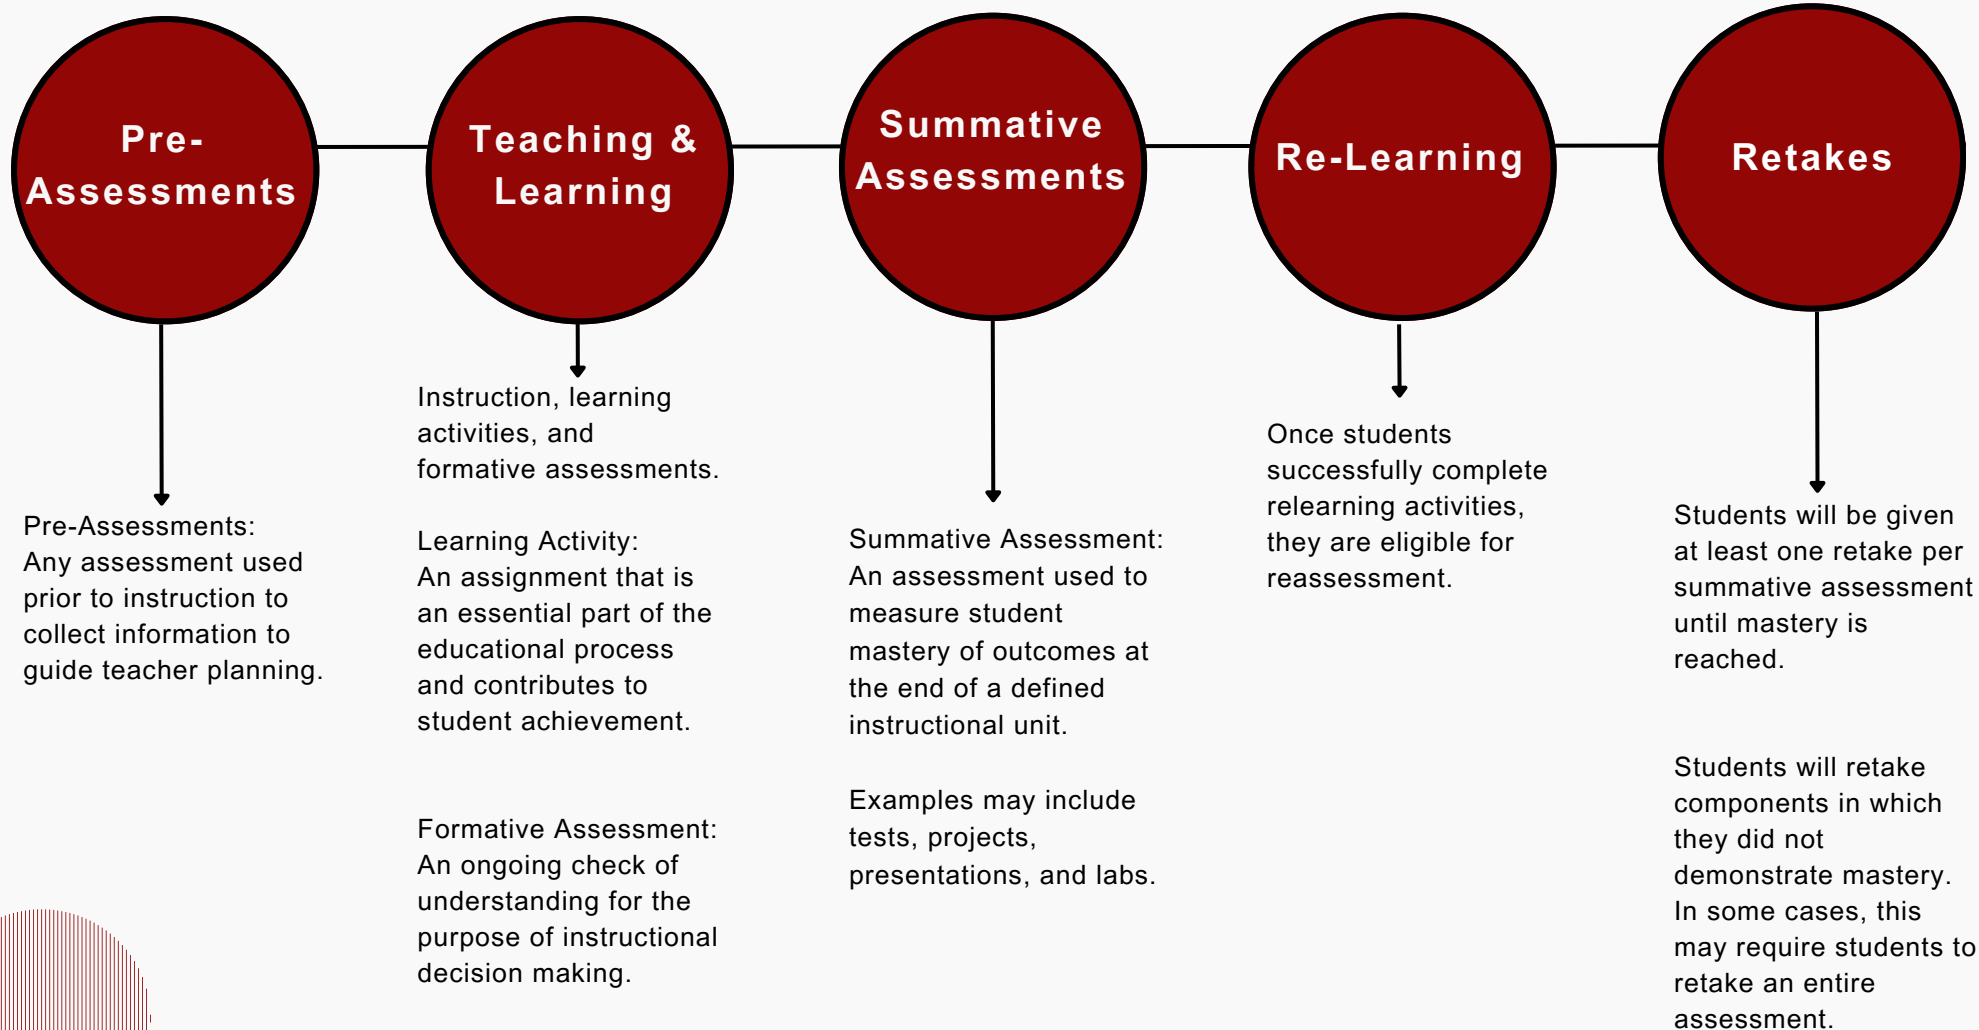 Pre-
Assessments
Teaching &
Learning
Summative
Assessments
Re-Learning
Retakes
Pre-Assessments:
Any assessment used
prior to instruction to
collect information to
guide teacher planning.
Instruction, learning
activities, and
formative assessments.
Learning Activity:
An assignment that is
an essential part of the
educational process
and contributes to
student achievement.
Formative Assessment:
An ongoing check of
understanding for the
purpose of instructional
decision making.
Summative Assessment:
An assessment used to
measure student
mastery of outcomes at
the end of a defined
instructional unit.
Examples may include
tests, projects,
presentations, and labs.
Once students
successfully complete
relearning activities,
they are eligible for
reassessment.
Students will be given
at least one retake per
summative assessment
until mastery is
reached.
Students will retake
components in which
they did not
demonstrate mastery.
In some cases, this
may require students to
retake an entire
assessment.